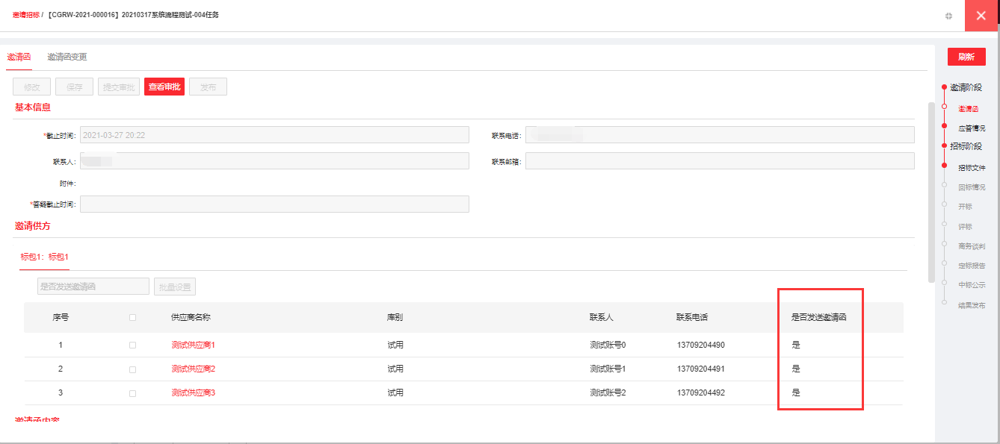 邀请招标 / 【CGRW-2021-000016】20210317系统流程测试-004任务
邀请函 邀请函变更
修改 保存 提交审批 查看审批 发布
基本信息
*截止时间: 2021-03-27 20:22 联系电话:
联系人: 联系邮箱:
附件:
*答疑截止时间:
邀请供方
标包1: 标包1
是否发送邀请函 批量设置
序号 供应商名称 库别 联系人 联系电话 是否发送邀请函
1 测试供应商1 试用 测试账号0 13709204490 是
2 测试供应商2 试用 测试账号1 13709204491 是
3 测试供应商3 试用 测试账号2 13709204492 是
邀请函内容
刷新
邀请阶段
邀请函
应答情况
招标阶段
招标文件
回标情况
开标
评标
商务谈判
定标报告
中标公示
结果发布